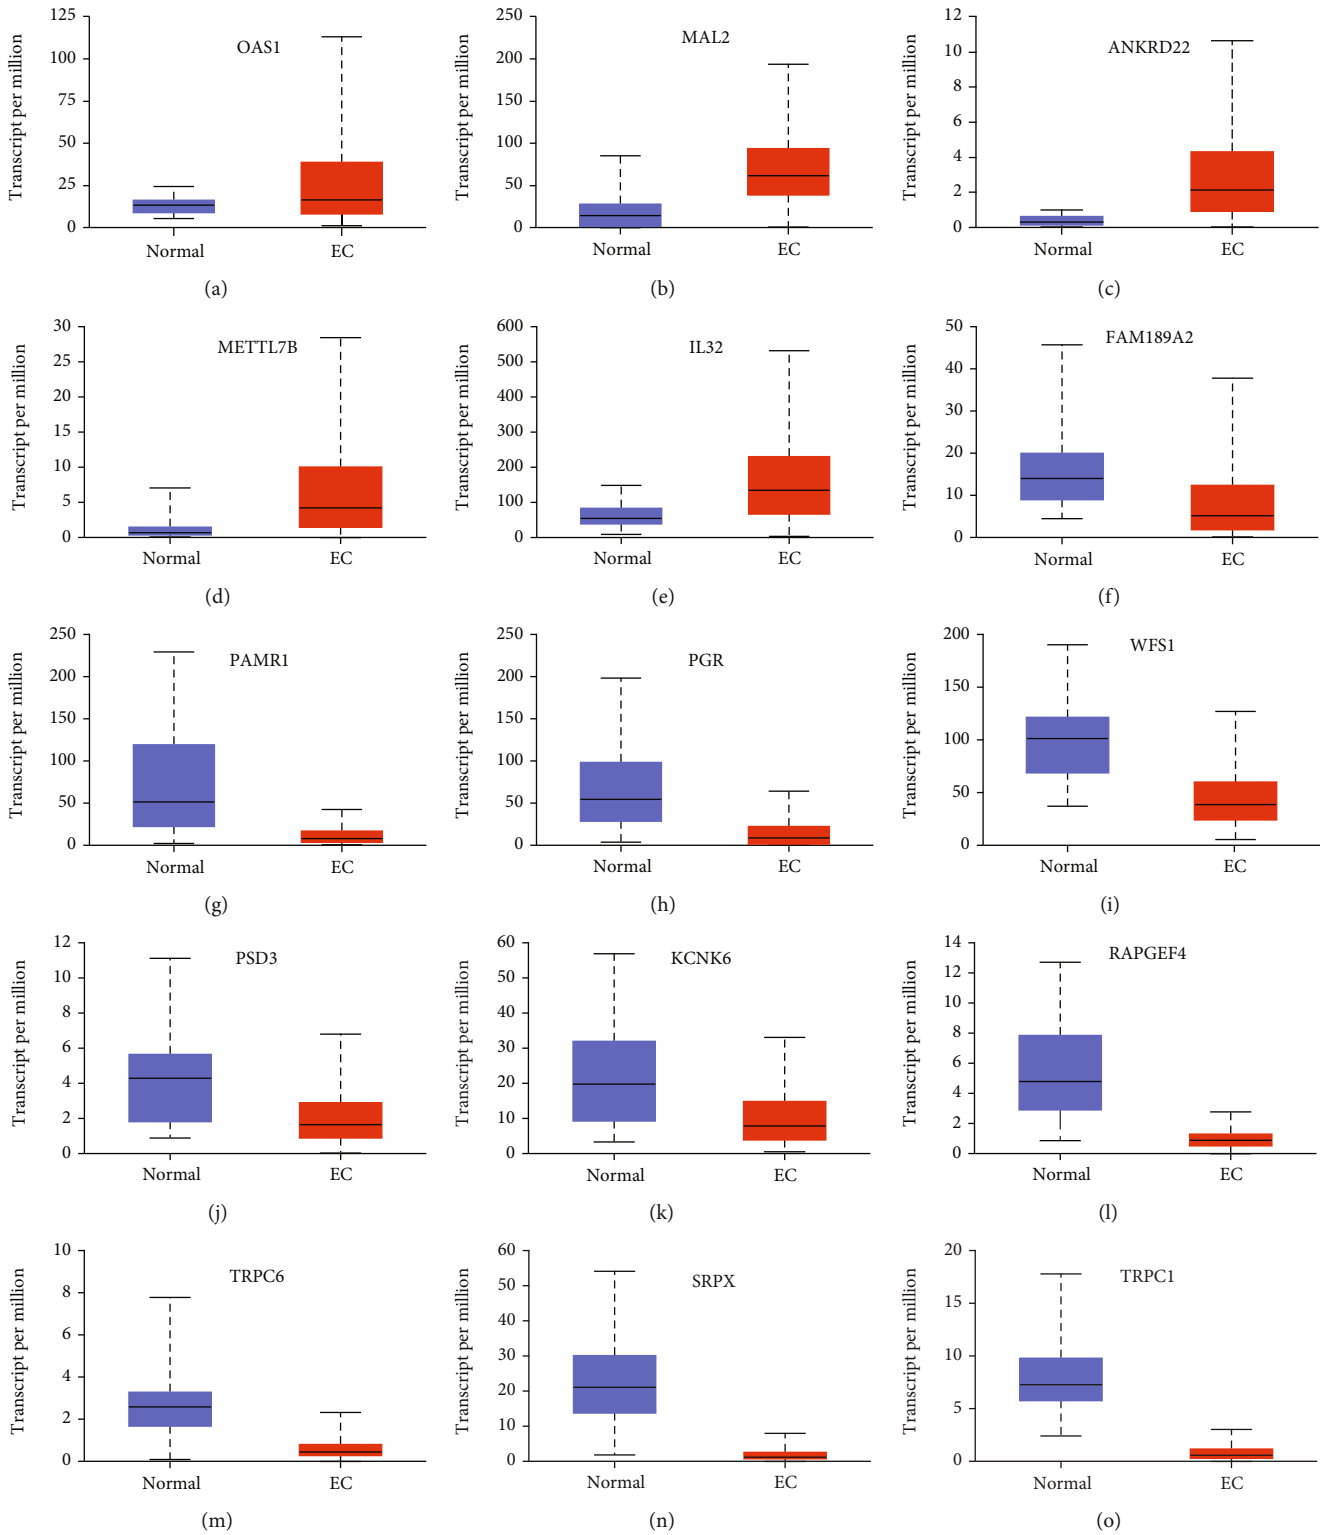 Transcript per million
125
100
75
50
25
0
OAS1
Normal
EC
(a)
Transcript per million
250
200
150
100
50
0
MAL2
Normal
EC
(b)
Transcript per million
12
10
8
6
4
2
0
ANKRD22
Normal
EC
(c)
Transcript per million
30
25
20
15
10
5
0
METTL7B
Normal
EC
(d)
Transcript per million
600
500
400
300
200
100
0
IL32
Normal
EC
(e)
Transcript per million
50
40
30
20
10
0
FAM189A2
Normal
EC
(f)
Transcript per million
250
200
150
100
50
0
PAMR1
Normal
EC
(g)
Transcript per million
250
200
150
100
50
0
PGR
Normal
EC
(h)
Transcript per million
200
150
100
50
0
WFS1
Normal
EC
(i)
Transcript per million
12
10
8
6
4
2
0
PSD3
Normal
EC
(j)
Transcript per million
60
50
40
30
20
10
0
KCNK6
Normal
EC
(k)
Transcript per million
14
12
10
8
6
4
2
0
RAPGEF4
Normal
EC
(l)
Transcript per million
10
8
6
4
2
0
TRPC6
Normal
EC
(m)
Transcript per million
60
50
40
30
20
10
0
SRPX
Normal
EC
(n)
Transcript per million
20
15
10
5
0
TRPC1
Normal
EC
(o)